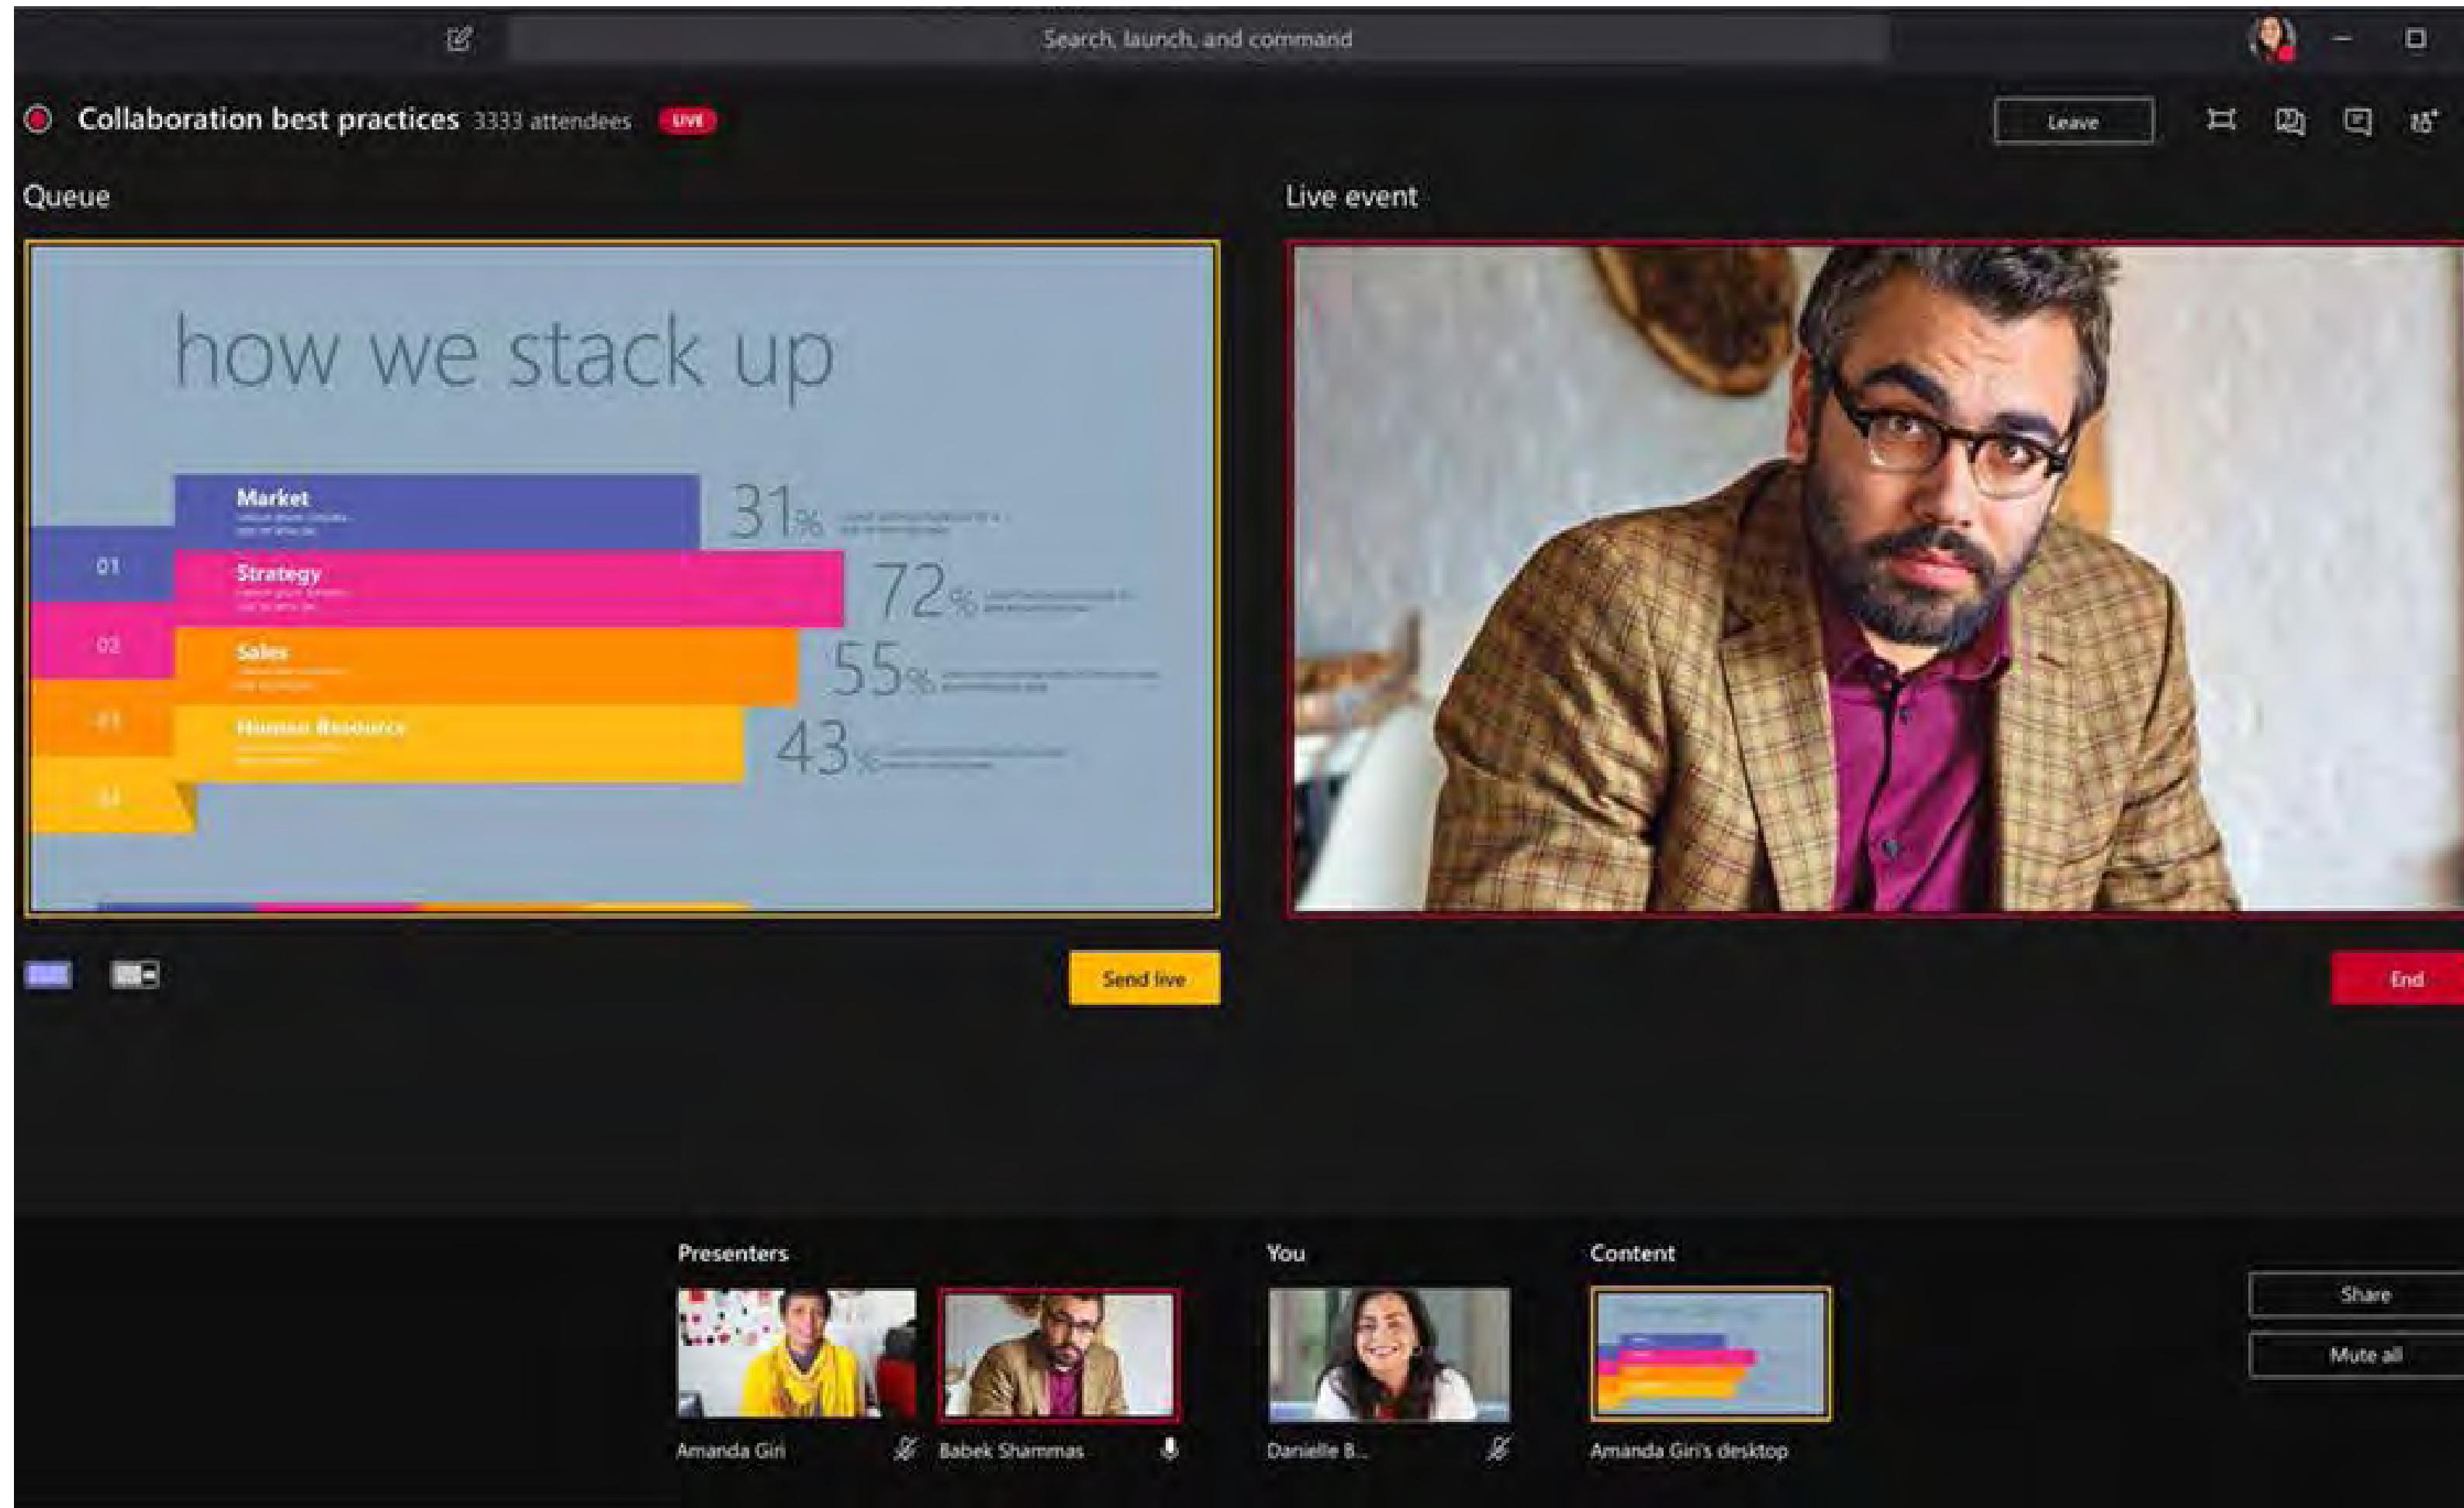 Search, launch, and command
Collaboration best practices 3333 attendees LIVE
Leave
Queue
Live event
how we stack up
Market
31%
01
Strategy
72%
02
Sales
55%
03
Human Resource
43%
04
Send live
End
Presenters
You
Content
Share
Mute all
Amanda Giri
Babek Shammas
Danielle B...
Amanda Giri's desktop